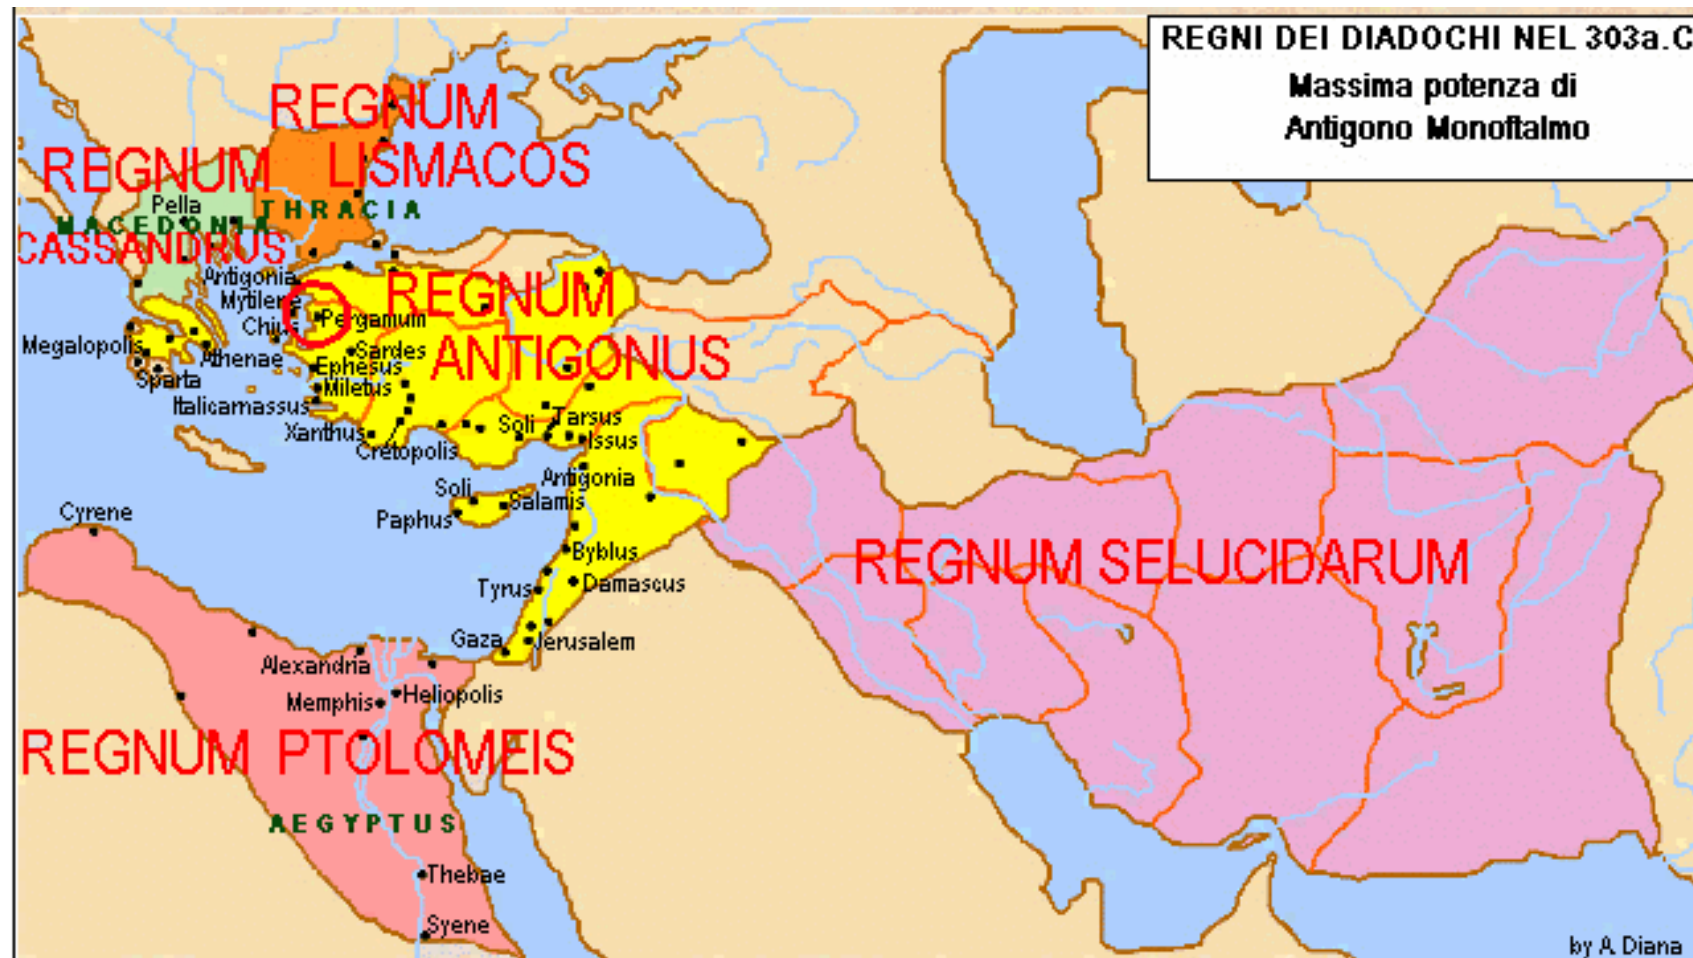 REGNI DEI DIADOCHI NEL 303a.C
Massima potenza di
Antigono Monoftalmo
REGNUM
LISMACOS
REGNUM
Pella
THRACIA
MACEDONIA
CASSANDRUS
Antigonia
REGNUM
Mytilene
Pergamum
Chius
Megalopolis
Athenae
Sardes
ANTIGONUS
Ephesus
Sparta
Miletus
Italicarnassus
Tarsus
Soli
Xanthus
Issus
Cretopolis
Antigonia
Soli
Salamis
Cyrene
Paphus
Byblus
REGNUM SELUCIDARUM
Tyrus
Damascus
Gaza
Jerusalem
Alexandria
Heliopolis
Memphis
REGNUM PTOLOMEIS
AEGYPTUS
Thebae
Syene
by A Diana